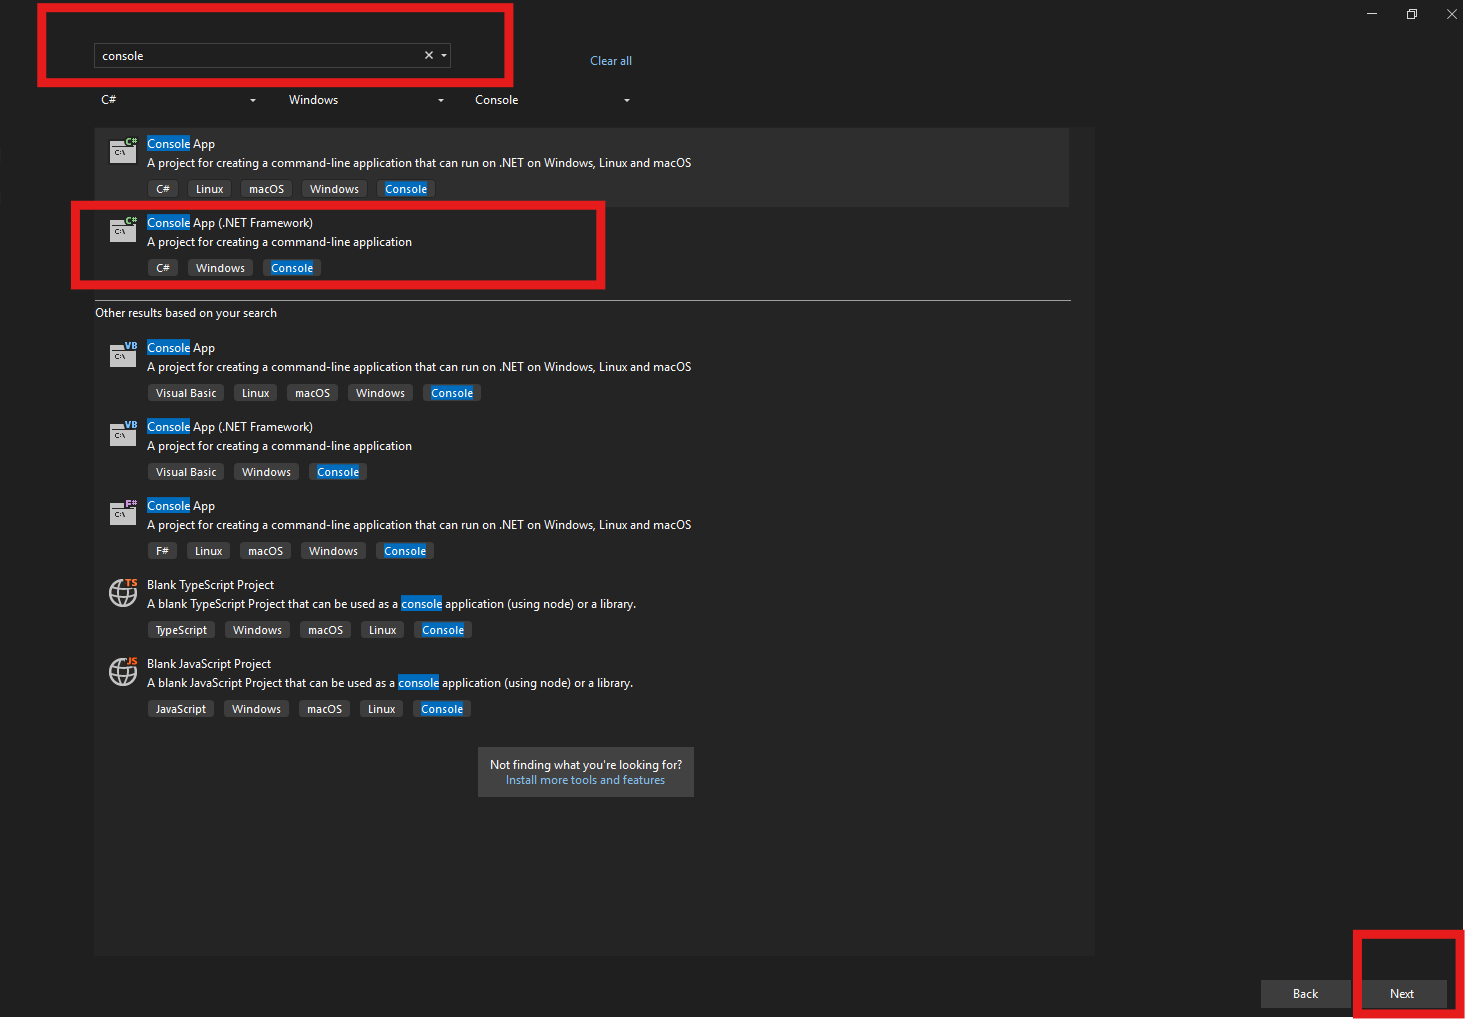 console
Clear all
C# Windows Console
C#
C:\
Console App
A project for creating a command-line application that can run on .NET on Windows, Linux and macOS
C# Linux macOS Windows Console
C#
C:\
Console App (.NET Framework)
A project for creating a command-line application
C# Windows Console
Other results based on your search
VB
C:\
Console App
A project for creating a command-line application that can run on .NET on Windows, Linux and macOS
Visual Basic Linux macOS Windows Console
VB
C:\
Console App (.NET Framework)
A project for creating a command-line application
Visual Basic Windows Console
F#
C:\
Console App
A project for creating a command-line application that can run on .NET on Windows, Linux and macOS
F# Linux macOS Windows Console
TS
Blank TypeScript Project
A blank TypeScript Project that can be used as a console application (using node) or a library.
TypeScript Windows macOS Linux Console
JS
Blank JavaScript Project
A blank JavaScript Project that can be used as a console application (using node) or a library.
JavaScript Windows macOS Linux Console
Not finding what you're looking for?
Install more tools and features
Back Next